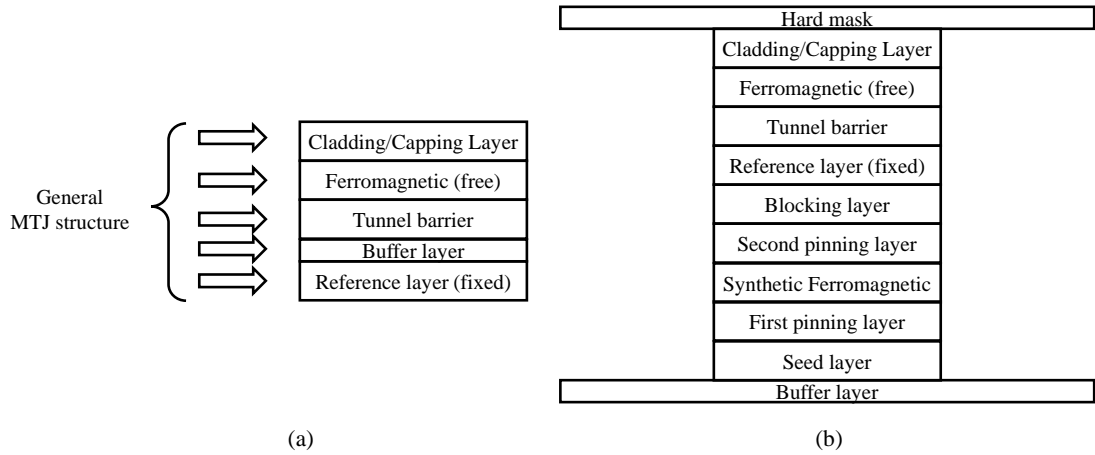 General
MTJ structure
Cladding/Capping Layer
Ferromagnetic (free)
Tunnel barrier
Buffer layer
Reference layer (fixed)
(a)
Hard mask
Cladding/Capping Layer
Ferromagnetic (free)
Tunnel barrier
Reference layer (fixed)
Blocking layer
Second pinning layer
Synthetic Ferromagnetic
First pinning layer
Seed layer
Buffer layer
(b)